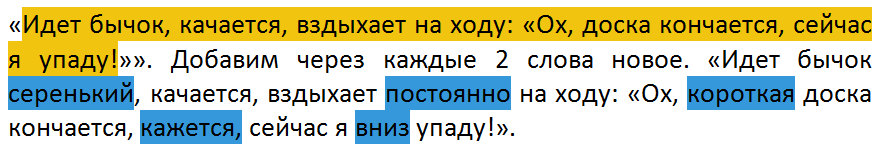 «Идет бычок, качается, вздыхает на ходу: «Ох, доска кончается, сейчас
я упаду!»». Добавим через каждые 2 слова новое. «Идет бычок
серенький, качается, вздыхает постоянно на ходу: «Ох, короткая доска
кончается, кажется, сейчас я вниз упаду!».